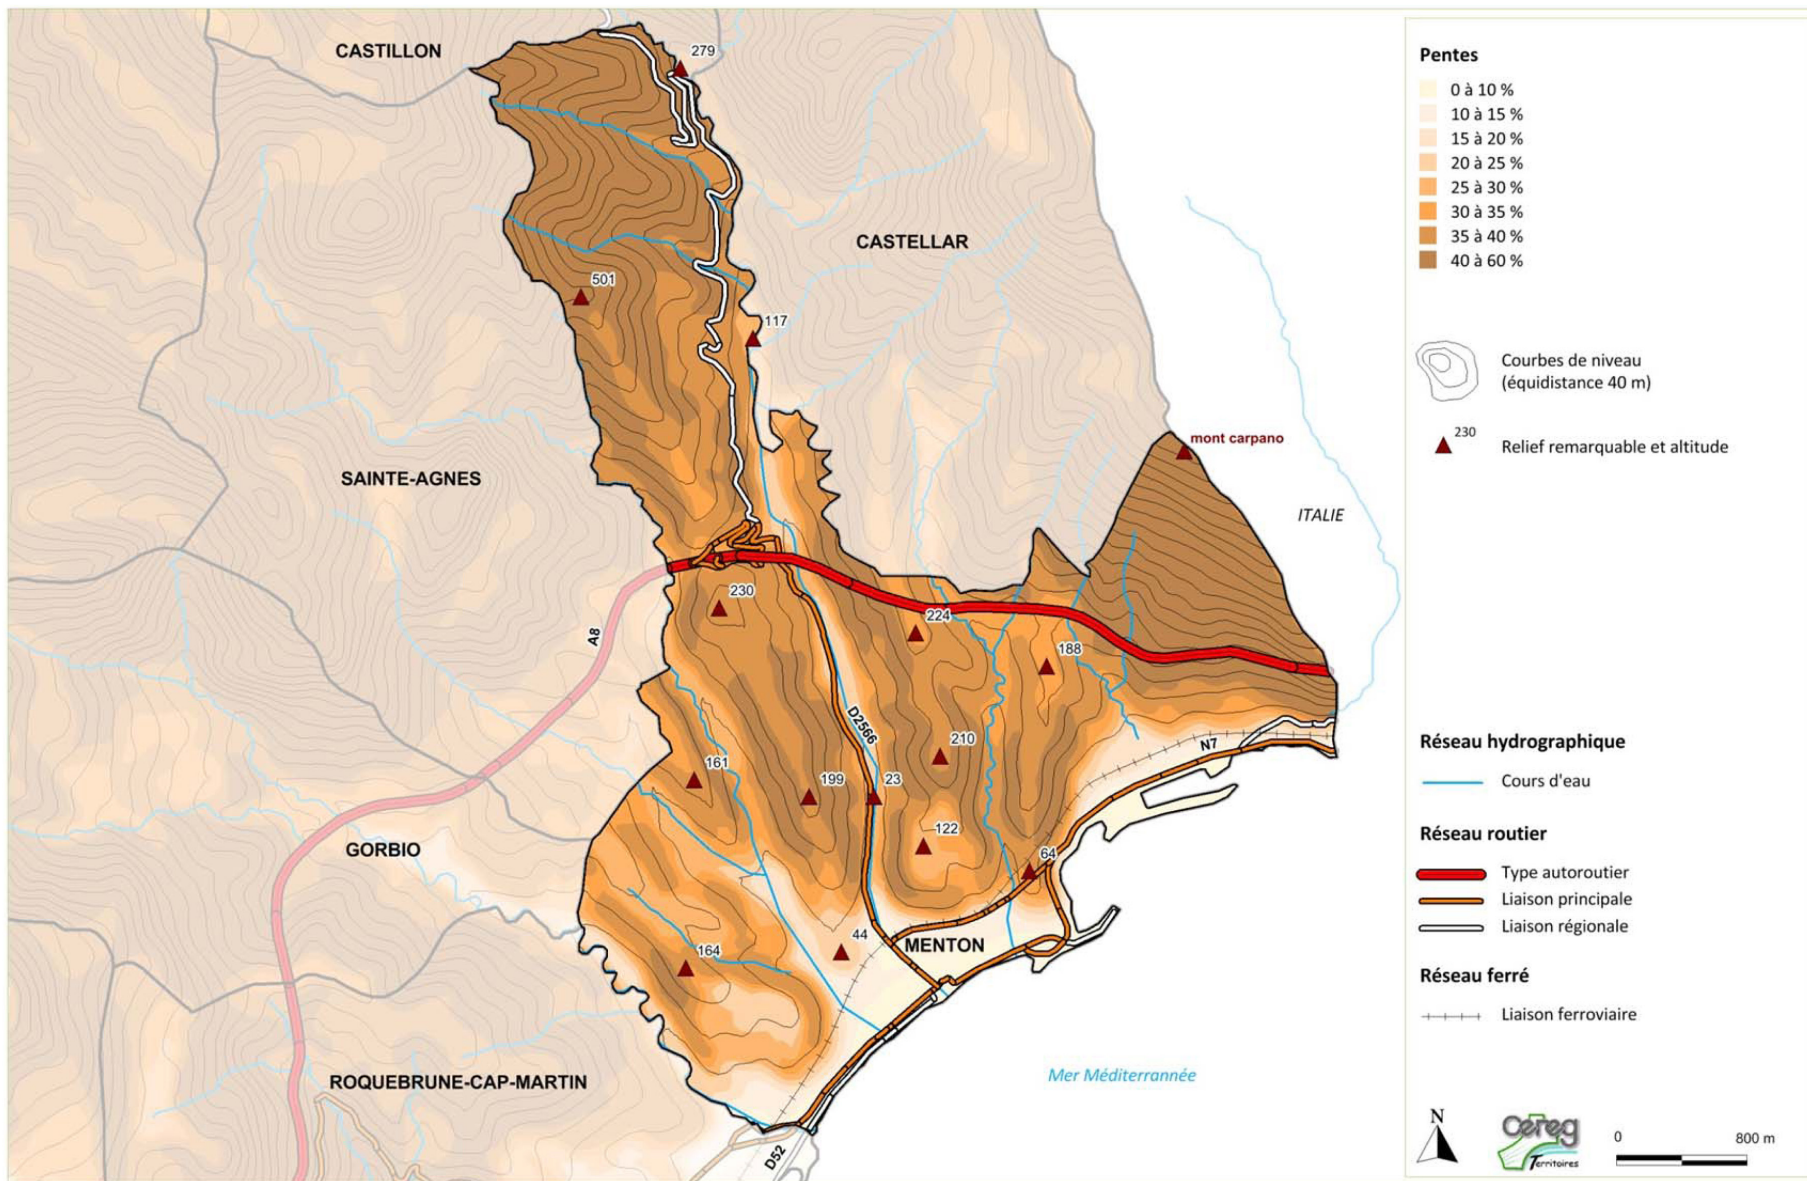 CASTILLON
279
CASTELLAR
501
117
mont carpano
SAINTE-AGNES
ITALIE
230
A8
224
188
D2566
210
N7
161
199
23
122
GORBIO
64
44
MENTON
164
Mer Méditerrannée
ROQUEBRUNE-CAP-MARTIN
D52
Pentes
0 à 10 %
10 à 15 %
15 à 20 %
20 à 25 %
25 à 30 %
30 à 35 %
35 à 40 %
40 à 60 %
Courbes de niveau
(équidistance 40 m)
230
Relief remarquable et altitude
Réseau hydrographique
Cours d'eau
Réseau routier
Type autoroutier
Liaison principale
Liaison régionale
Réseau ferré
Liaison ferroviaire
N
Cereg
Territoires
0 800 m